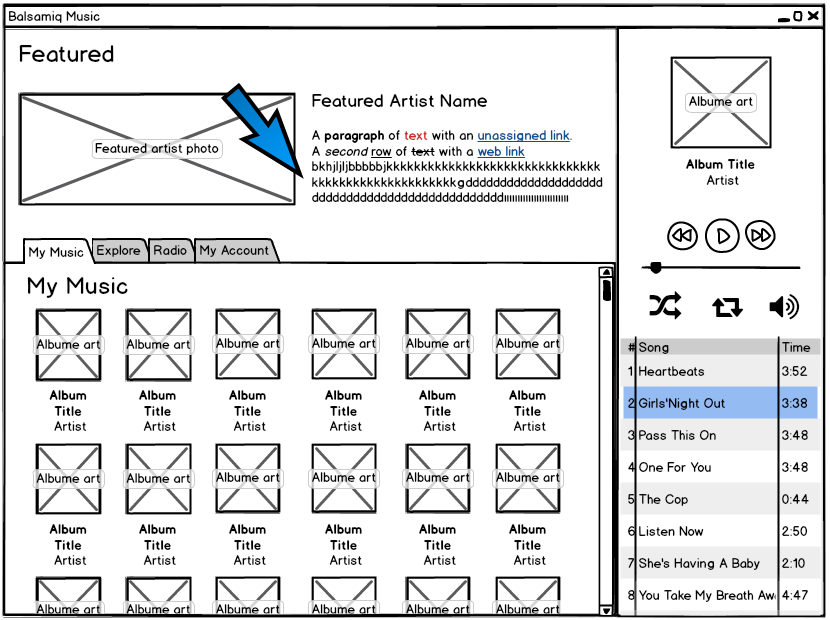 Balsamiq Music
Featured
Featured artist photo
Featured Artist Name
A paragraph of text with an unassigned link.
A second row of text with a web link
My Music
Explore
Radio
My Account
My Music
Albume art Albume art Albume art Albume art Albume art Albume art
Album Album Album Album Album Album
Title Title Title Title Title Title
Artist Artist Artist Artist Artist Artist
Albume art Albume art Albume art Albume art Albume art Albume art
Album Album Album Album Album Album
Title Title Title Title Title Title
Artist Artist Artist Artist Artist Artist
Albume art Albume art Albume art Albume art Albume art Albume art
Albume art
Album Title
Artist
# Song Time
1 Heartbeats 3:52
2 Girls'Night Out 3:38
3 Pass This On 3:48
4 One For You 3:48
5 The Cop 0:44
6 Listen Now 2:50
7 She's Having A Baby 2:10
8 You Take My Breath Aw 4:47